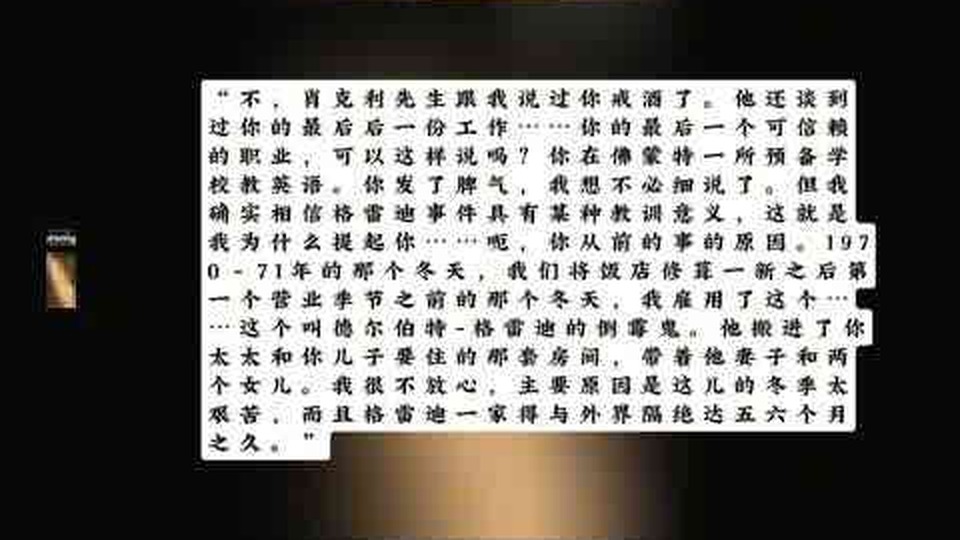 “不，肖克利先生跟我说过你戒酒了。他还谈到
过你的最后后一份工作……你的最后一个可信赖
的职业，可以这样说吗？你在佛蒙特一所预备学
校教英语。你发了脾气，我想不必细说了。但我
确实相信格雷迪事件具有某种教训意义，这就是
我为什么提起你……呃，你从前的事的原因。197
0-71年的那个冬天，我们将饭店修葺一新之后第
一个营业季节之前的那个冬天，我雇用了这个…
…这个叫德尔伯特-格雷迪的倒霉鬼。他搬进了你
太太和你儿子要住的那套房间，带着他妻子和两
个女儿。我很不放心，主要原因是这儿的冬季太
艰苦，而且格雷迪一家得与外界隔绝达五六个月
之久。”